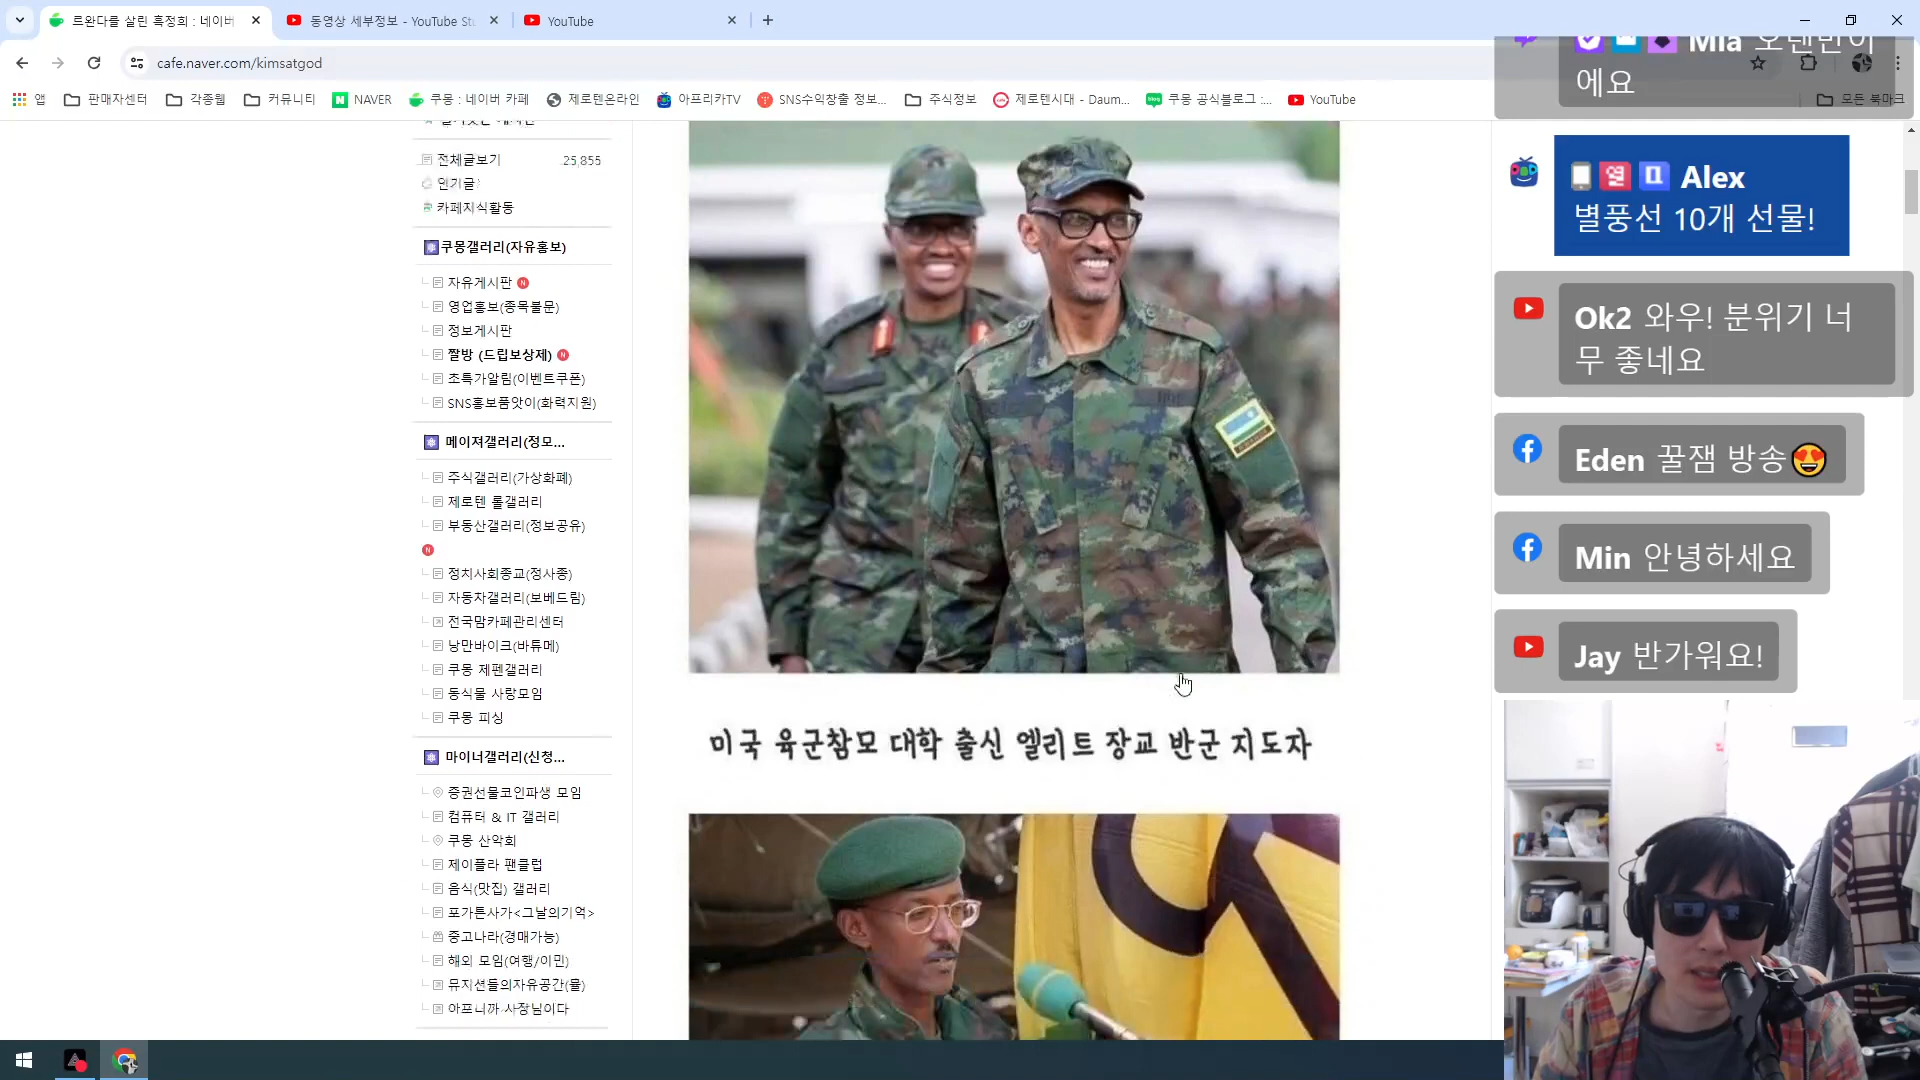 르완다를 살린 흑정희 : 네이버
동영상 세부정보 - YouTube Stu
YouTube
cafe.naver.com/kimsatgod
앱
판매자센터
각종웹
커뮤니티
NAVER
쿠몽 : 네이버 카페
제로텐온라인
아프리카TV
SNS수익창출 정보...
주식정보
제로텐시대 - Daum...
쿠몽 공식블로그 :...
YouTube
모든 북마크
전체글보기 25,855
인기글
카페지식활동
쿠몽갤러리(자유홍보)
자유게시판
영업홍보(종목불문)
정보게시판
짤방 (드립보상제)
초특가알림(이벤트쿠폰)
SNS홍보품앗이(화력지원)
메이져갤러리(정모...
주식갤러리(가상화폐)
제로텐 롤갤러리
부동산갤러리(정보공유)
정치사회종교(정사종)
자동차갤러리(보베드림)
전국맘카페관리센터
낭만바이크(바튜메)
쿠몽 제펜갤러리
동식물 사랑모임
쿠몽 피싱
마이너갤러리(신청...
증권선물코인파생 모임
컴퓨터 & IT 갤러리
쿠몽 산악회
제이플라 팬클럽
음식(맛집) 갤러리
포가튼사가<그날의기억>
중고나라(경매가능)
해외 모임(여행/이민)
뮤지션들의자유공간(뮬)
아프니까 사장님이다
미국 육군참모 대학 출신 엘리트 장교 반군 지도자
Mia 오랜만이
에요
열 Alex
별풍선 10개 선물!
Ok2 와우! 분위기 너
무 좋네요
Eden 꿀잼 방송😍
Min 안녕하세요
Jay 반가워요!